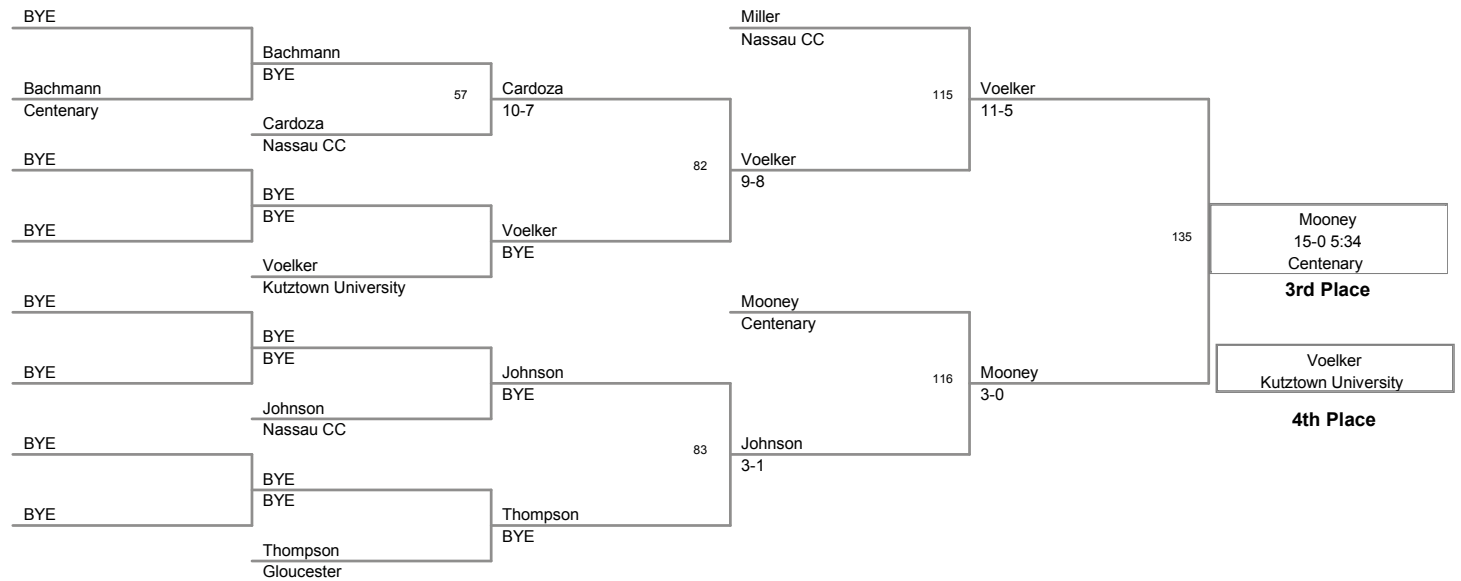 BYE
Bachmann
Centenary
BYE
BYE
BYE
BYE
BYE
BYE
Bachmann
BYE
57
Cardoza
Nassau CC
BYE
BYE
Voelker
Kutztown University
BYE
BYE
Johnson
Nassau CC
BYE
BYE
Thompson
Gloucester
Cardoza
10-7
82
Voelker
BYE
Johnson
BYE
83
Thompson
BYE
Miller
Nassau CC
115
Voelker
9-8
Mooney
Centenary
116
Johnson
3-1
Voelker
11-5
135
Mooney
3-0
Mooney
15-0 5:34
Centenary
3rd Place
Voelker
Kutztown University
4th Place